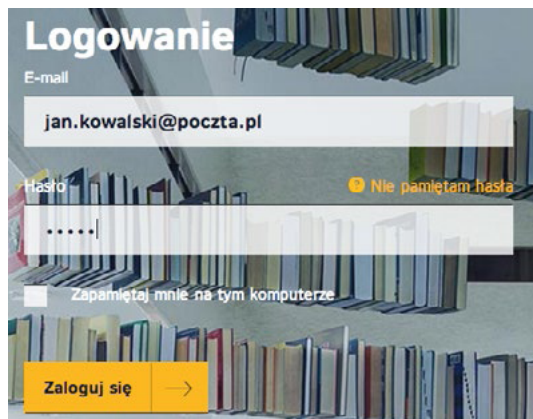 Logowanie
E-mail
jan.kowalski@poczta.pl
Hasło
? Nie pamiętam hasła
•••••
Zapamiętaj mnie na tym komputerze
Zaloguj się →